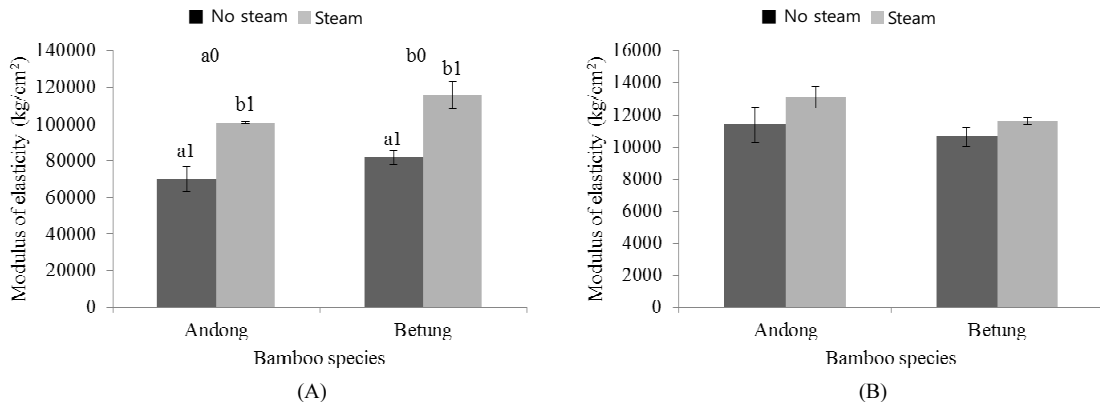 No steam Steam
140000
120000
100000
80000
60000
40000
20000
0
Modulus of elasticity (kg/cm²)
a0 b0
a1 b1 a1 b1
Andong Betung
Bamboo species
(A)
No steam Steam
16000
14000
12000
10000
8000
6000
4000
2000
0
Modulus of elasticity (kg/cm²)
Andong Betung
Bamboo species
(B)